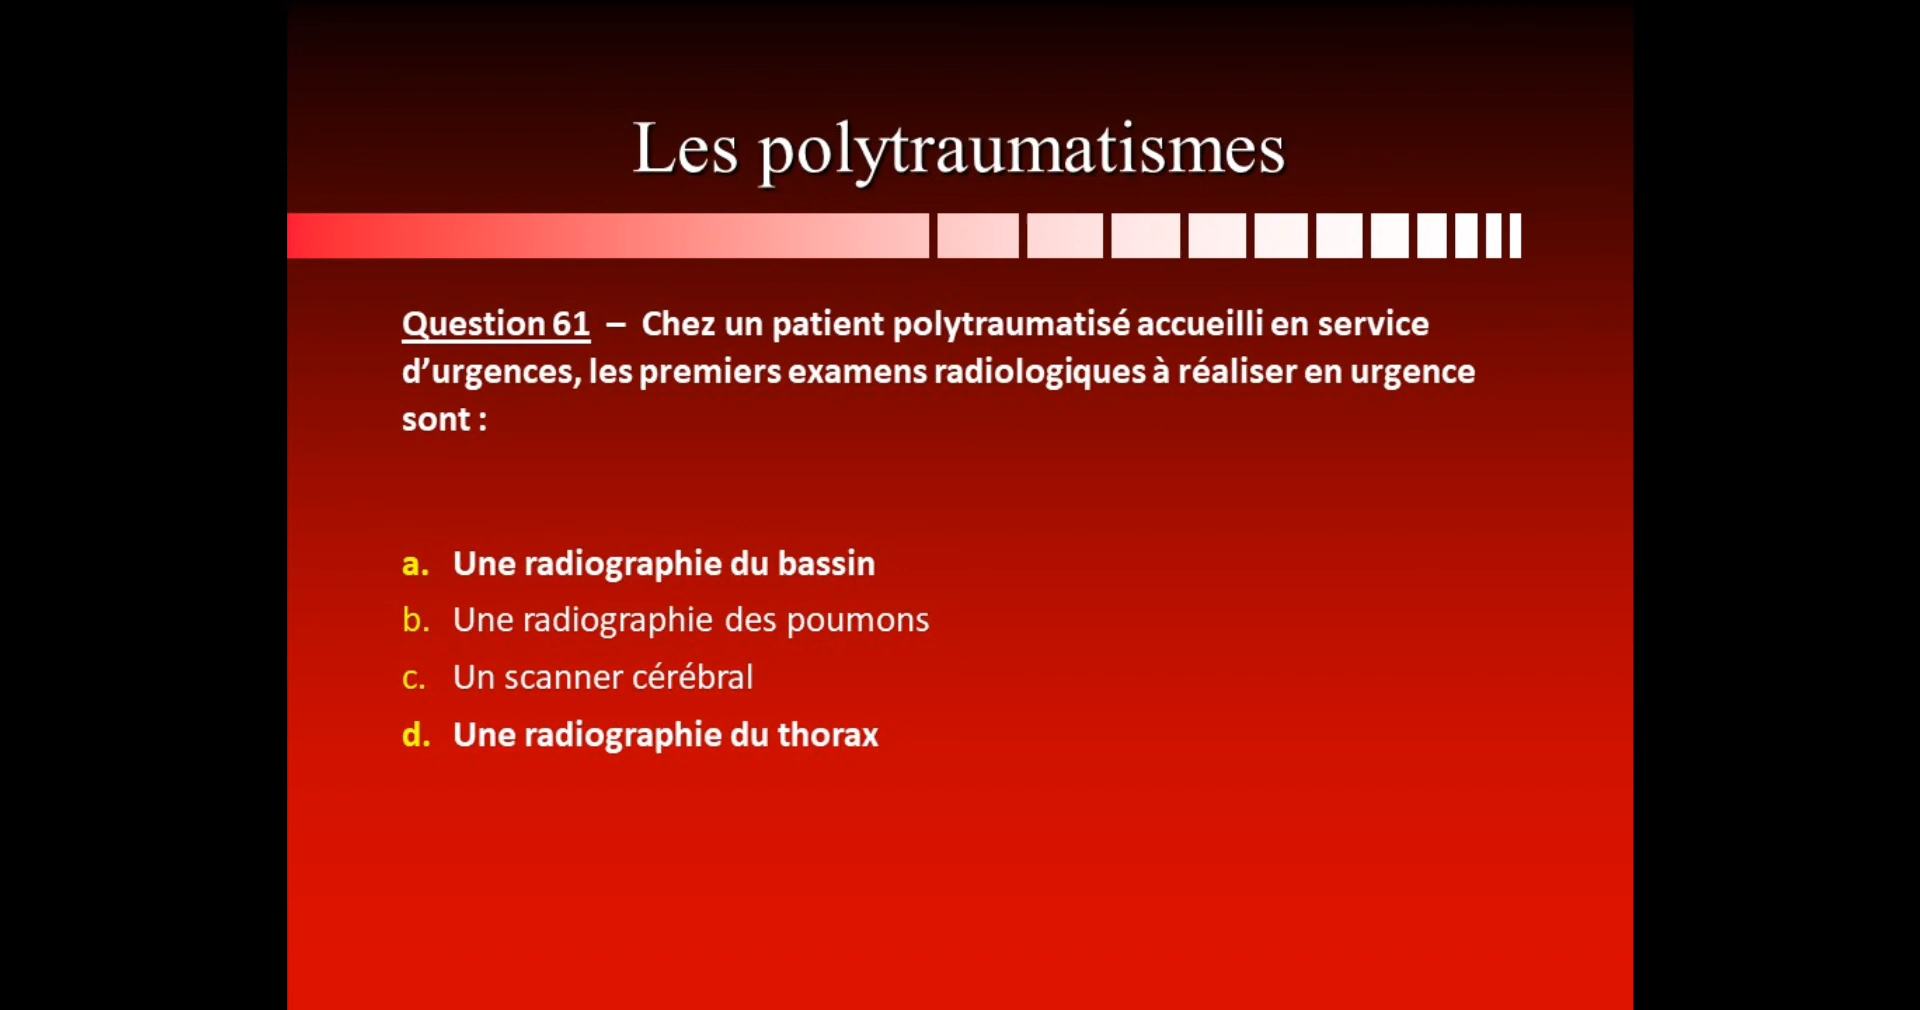 Les polytraumatismes
Question 61 – Chez un patient polytraumatisé accueilli en service
d’urgences, les premiers examens radiologiques à réaliser en urgence
sont :
a. Une radiographie du bassin
b. Une radiographie des poumons
c. Un scanner cérébral
d. Une radiographie du thorax